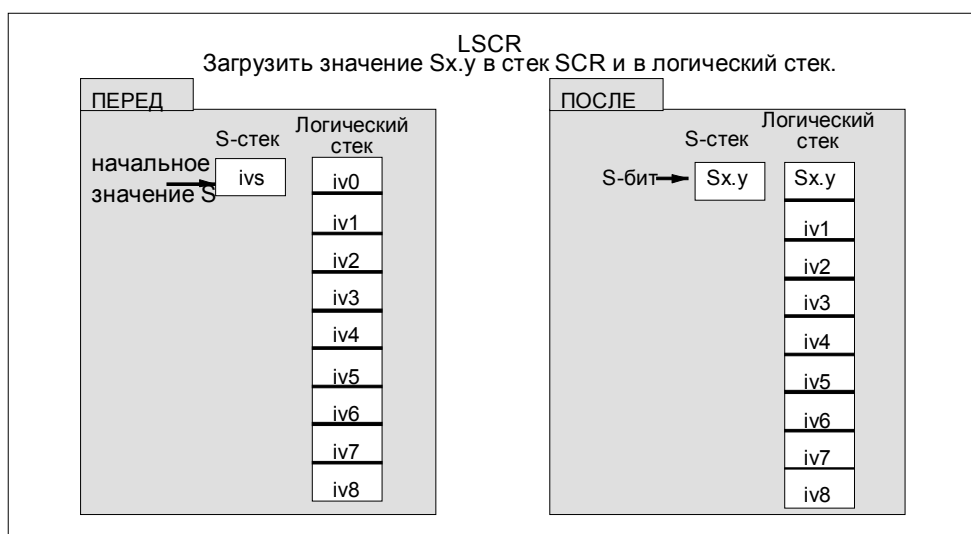 LSCR
Загрузить значение Sx.y в стек SCR и в логический стек.
ПЕРЕД
S-стек
Логический
стек
начальное
значение S
ivs
iv0
iv1
iv2
iv3
iv4
iv5
iv6
iv7
iv8
ПОСЛЕ
S-стек
Логический
стек
S-бит
Sx.y
Sx.y
iv1
iv2
iv3
iv4
iv5
iv6
iv7
iv8